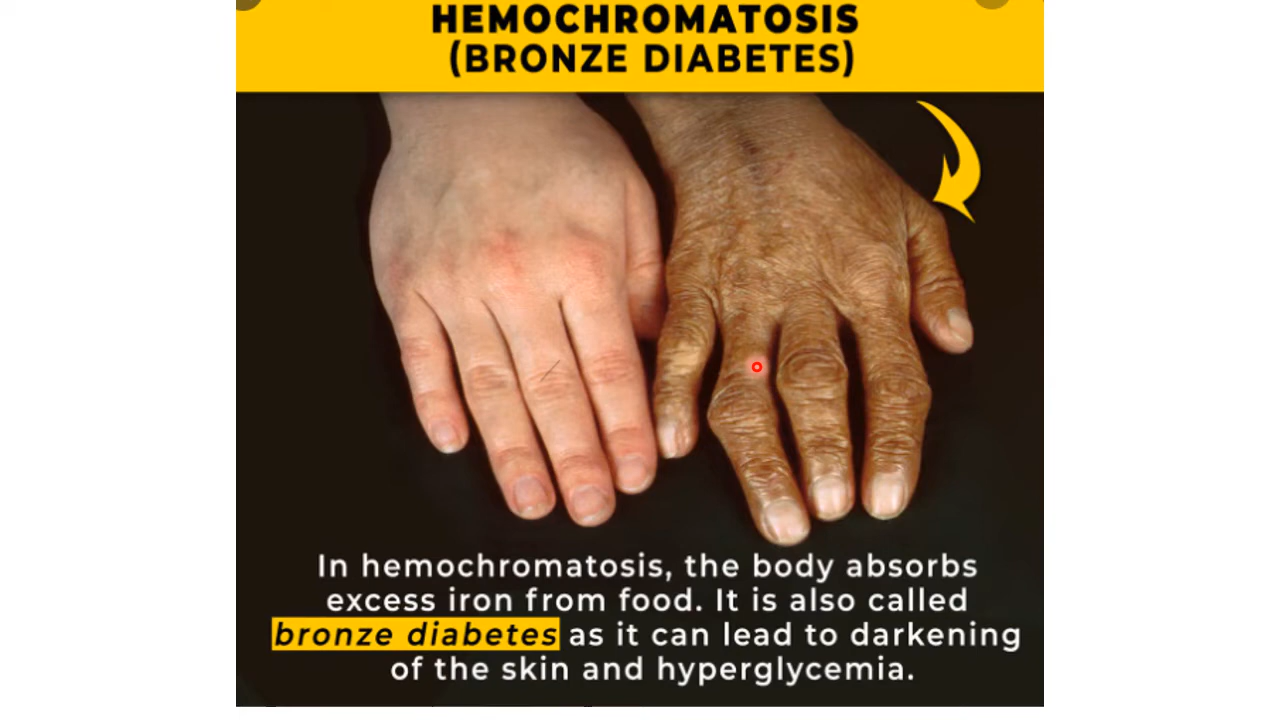 HEMOCHROMATOSIS
(BRONZE DIABETES)
In hemochromatosis, the body absorbs
excess iron from food. It is also called
bronze diabetes as it can lead to darkening
of the skin and hyperglycemia.